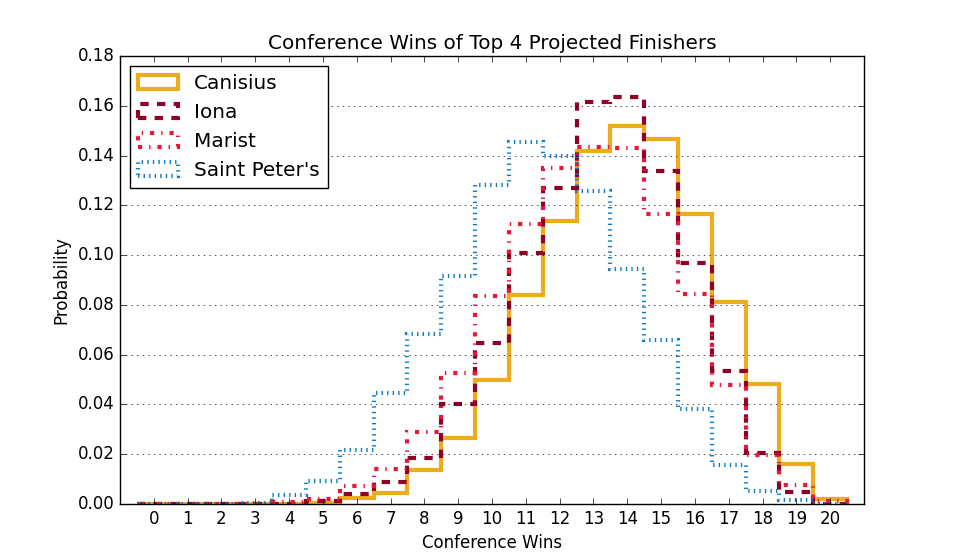 Conference Wins of Top 4 Projected Finishers
Canisius
Iona
Marist
Saint Peter's
Probability
0.18
0.16
0.14
0.12
0.10
0.08
0.06
0.04
0.02
0.00
0 1 2 3 4 5 6 7 8 9 10 11 12 13 14 15 16 17 18 19 20
Conference Wins